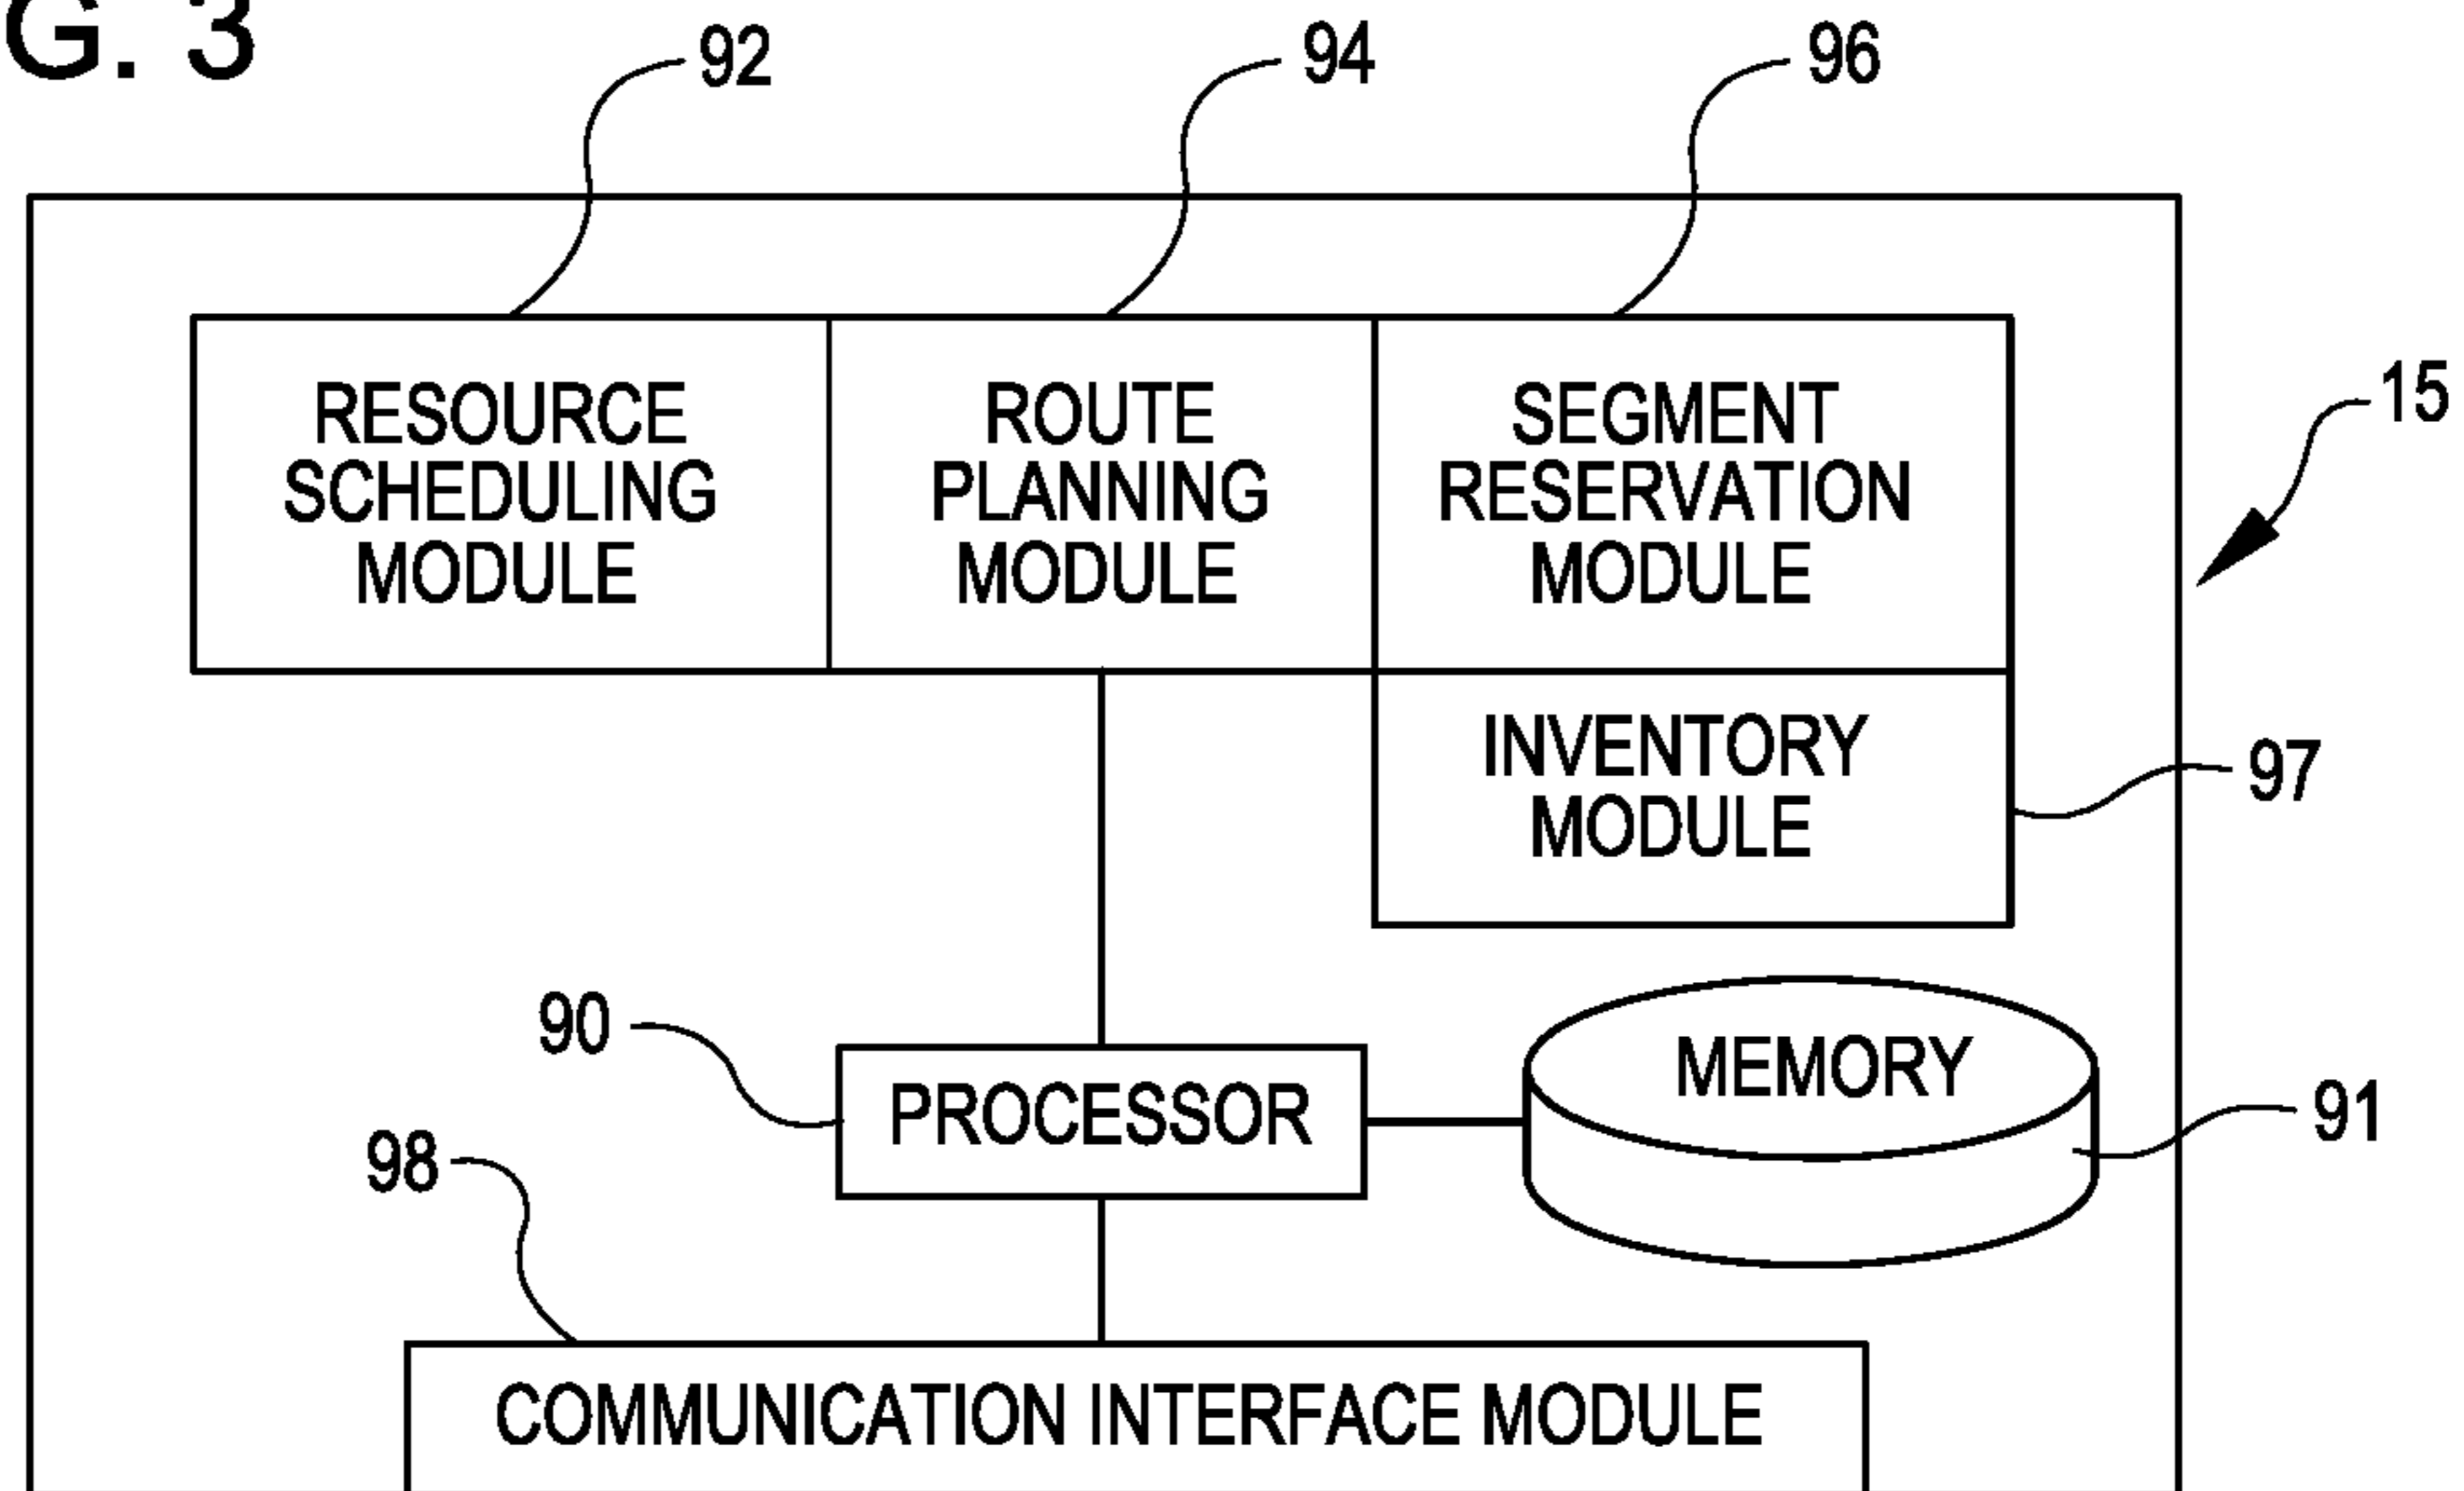 G. 3
92
94
96
RESOURCE
SCHEDULING
MODULE
ROUTE
PLANNING
MODULE
SEGMENT
RESERVATION
MODULE
15
INVENTORY
MODULE
97
90
PROCESSOR
MEMORY
91
98
COMMUNICATION INTERFACE MODULE